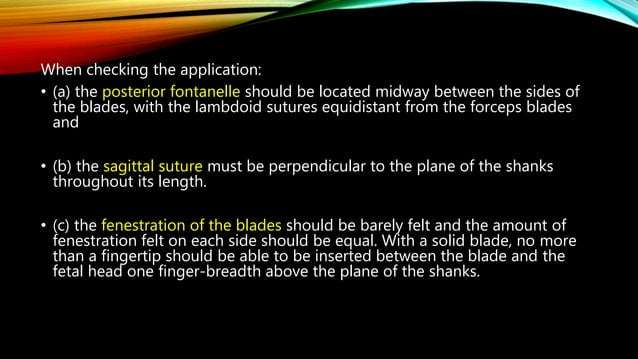 When checking the application:
• (a) the posterior fontanelle should be located midway between the sides of
the blades, with the lambdoid sutures equidistant from the forceps blades
and
• (b) the sagittal suture must be perpendicular to the plane of the shanks
throughout its length.
• (c) the fenestration of the blades should be barely felt and the amount of
fenestration felt on each side should be equal. With a solid blade, no more
than a fingertip should be able to be inserted between the blade and the
fetal head one finger-breadth above the plane of the shanks.